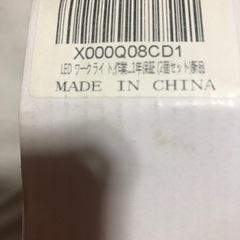 X000Q08CD1
LED ワークライト,作業...1年保証 (2個セット)新品
MADE IN CHINA